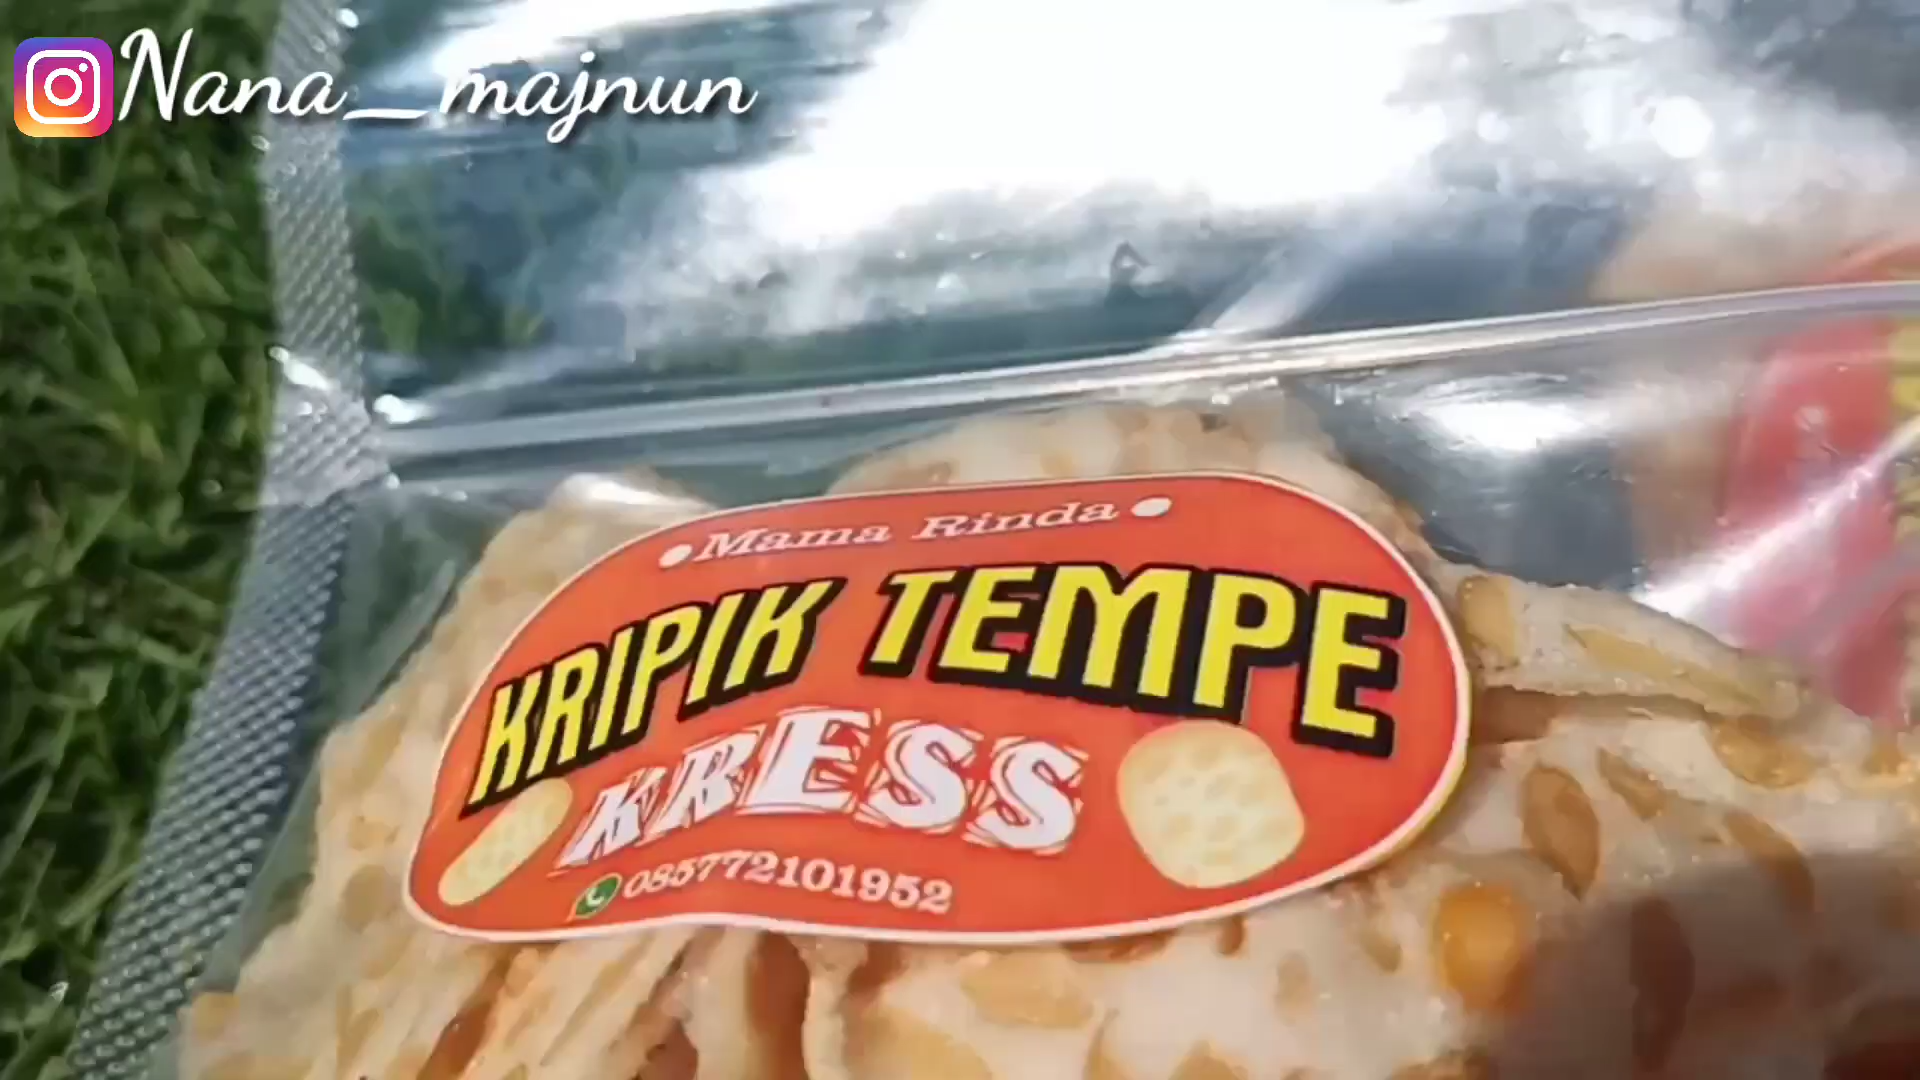 Nana_majnun
Mama Rinda
KRIPIK TEMPE
KRESS
085772101952